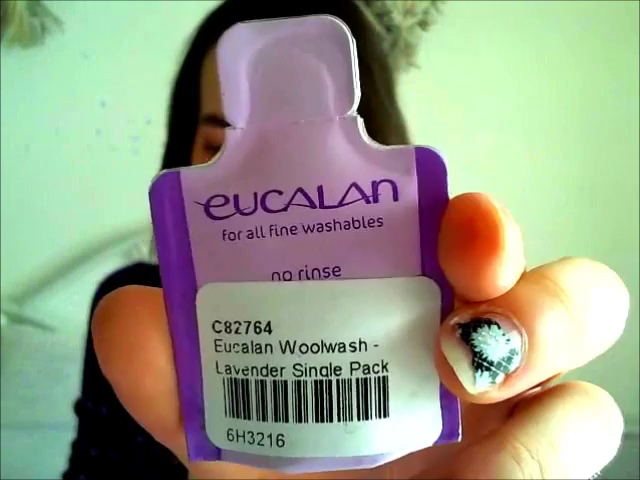 eucalan
for all fine washables
no rinse
C82764
Eucalan Woolwash -
Lavender Single Pack
6H3216